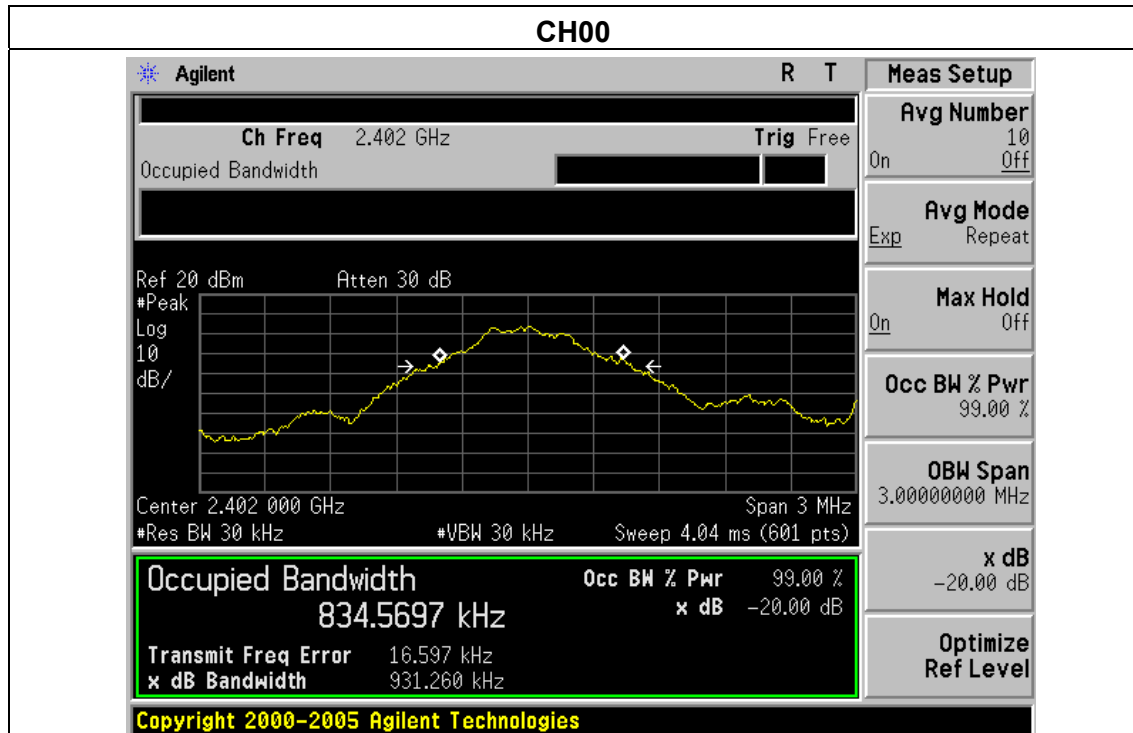 CH00
Agilent R T
Ch Freq 2.402 GHz Trig Free
Occupied Bandwidth
Ref 20 dBm Atten 30 dB
#Peak
Log
10
dB/
Center 2.402 000 GHz Span 3 MHz
#Res BW 30 kHz #VBW 30 kHz Sweep 4.04 ms (601 pts)
Occupied Bandwidth Occ BW % Pwr 99.00 %
834.5697 kHz x dB -20.00 dB
Transmit Freq Error 16.597 kHz
x dB Bandwidth 931.260 kHz
Copyright 2000-2005 Agilent Technologies
Meas Setup
Avg Number
10
On Off
Avg Mode
Exp Repeat
Max Hold
On Off
Occ BW % Pwr
99.00 %
OBW Span
3.00000000 MHz
x dB
-20.00 dB
Optimize
Ref Level